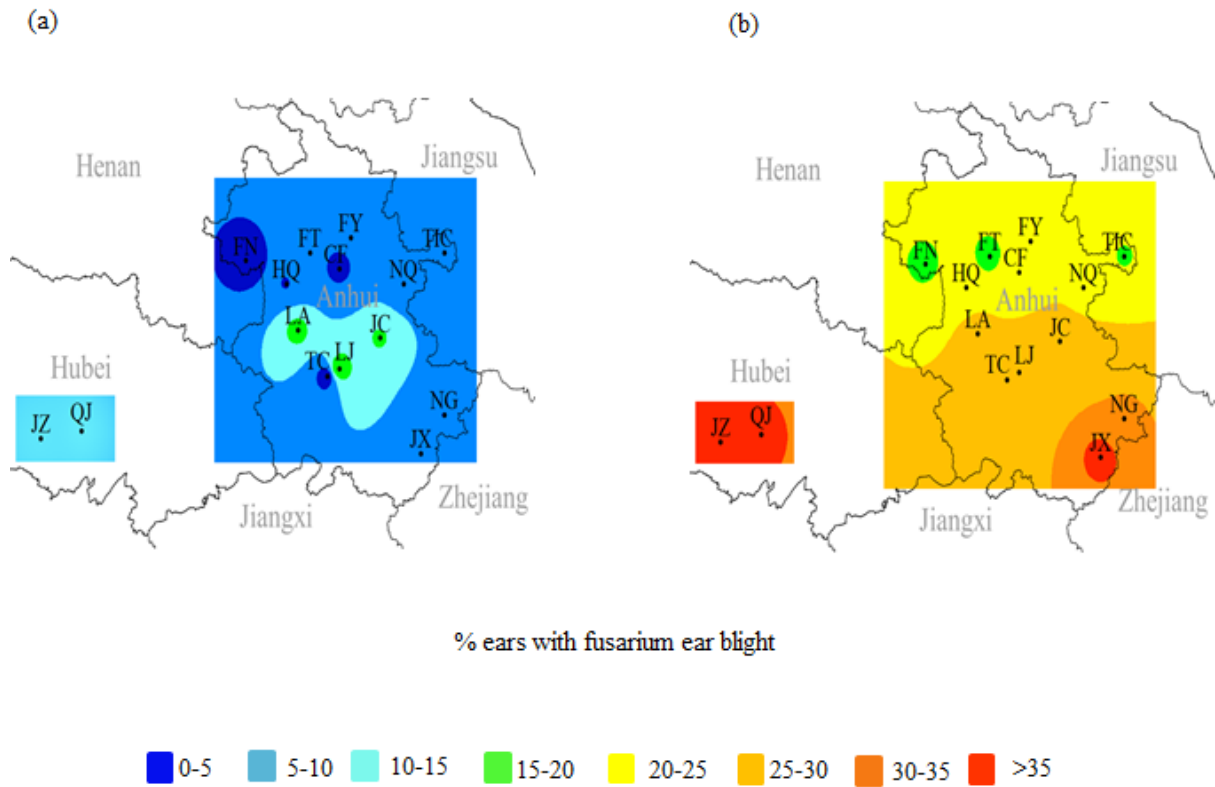 (a)
(b)
Henan
Jiangsu
FN
FT
FY
CF
HQ
NQ
Anhui
LA
JC
TC
LJ
Hubei
JZ
QJ
NG
JX
Jiangxi
Zhejiang
Henan
Jiangsu
FN
FT
FY
CF
HQ
NQ
Anhui
LA
JC
TC
LJ
Hubei
JZ
QJ
NG
JX
Jiangxi
Zhejiang
% ears with fusarium ear blight
0-5
5-10
10-15
15-20
20-25
25-30
30-35
>35